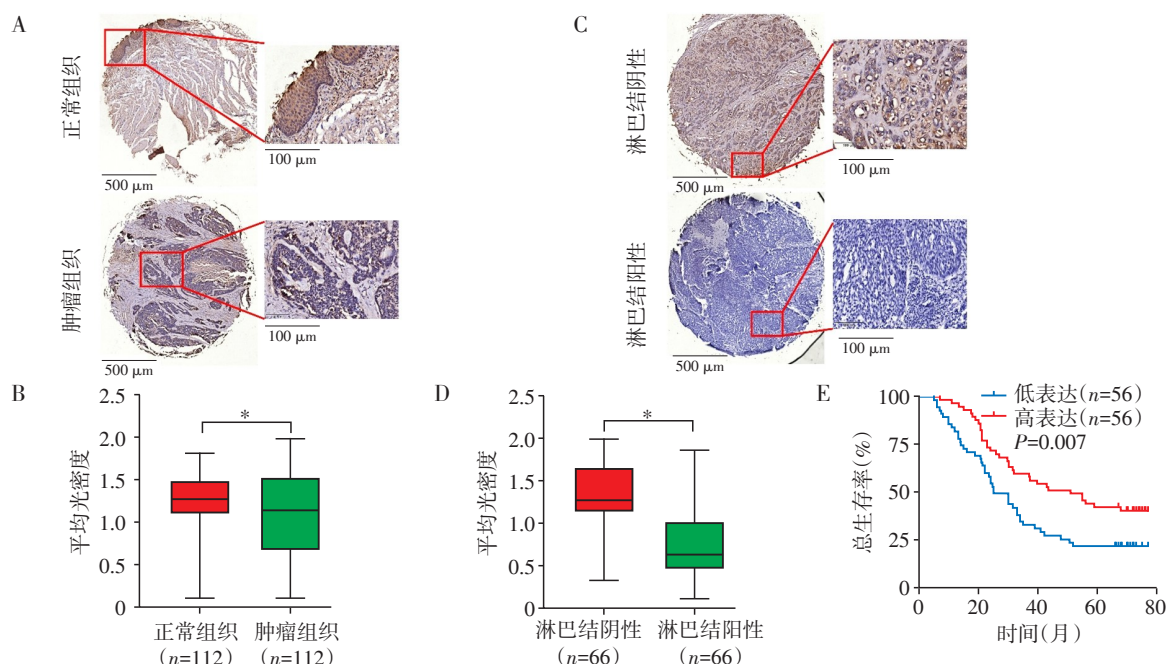 A
正常组织
500 μm
100 μm
肿瘤组织
500 μm
100 μm
C
淋巴结阴性
500 μm
100 μm
淋巴结阳性
500 μm
100 μm
B
平均光密度
2.0
1.5
1.0
0.5
0
*
正常组织
(n=112)
肿瘤组织
(n=112)
D
平均光密度
2.0
1.5
1.0
0.5
0
*
淋巴结阴性
(n=66)
淋巴结阳性
(n=66)
E
总生存率(%)
100
75
50
25
0
低表达(n=56)
高表达(n=56)
P=0.007
0
20
40
60
80
时间(月)